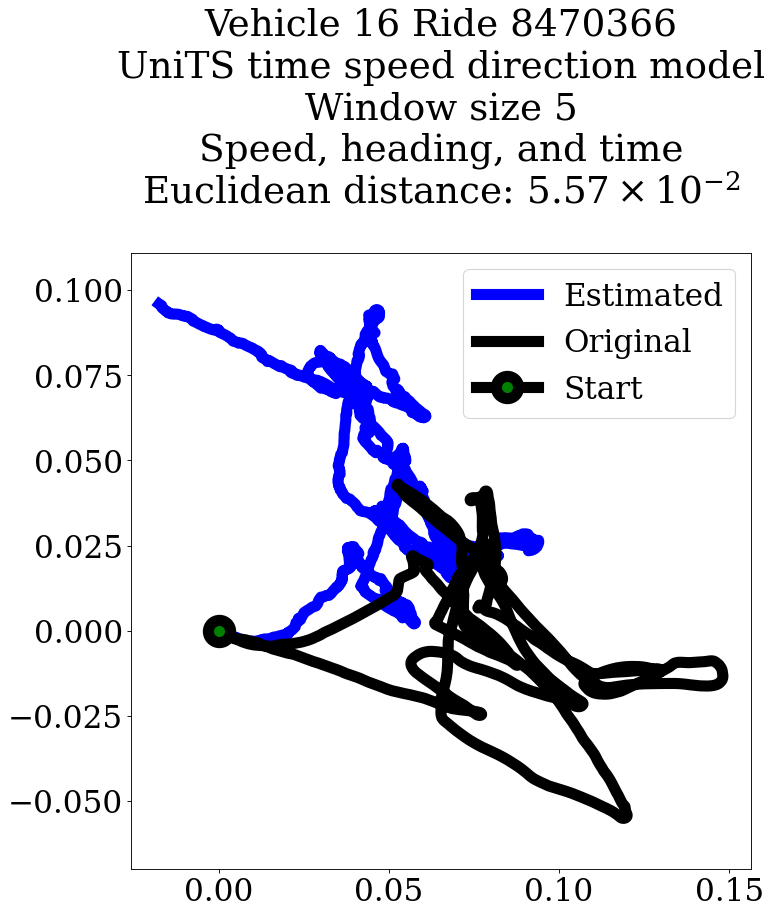 Vehicle 16 Ride 8470366
UniTS time speed direction model
Window size 5
Speed, heading, and time
Euclidean distance: 5.57 × 10⁻²
Estimated
Original
Start
0.100
0.075
0.050
0.025
0.000
−0.025
−0.050
0.00 0.05 0.10 0.15